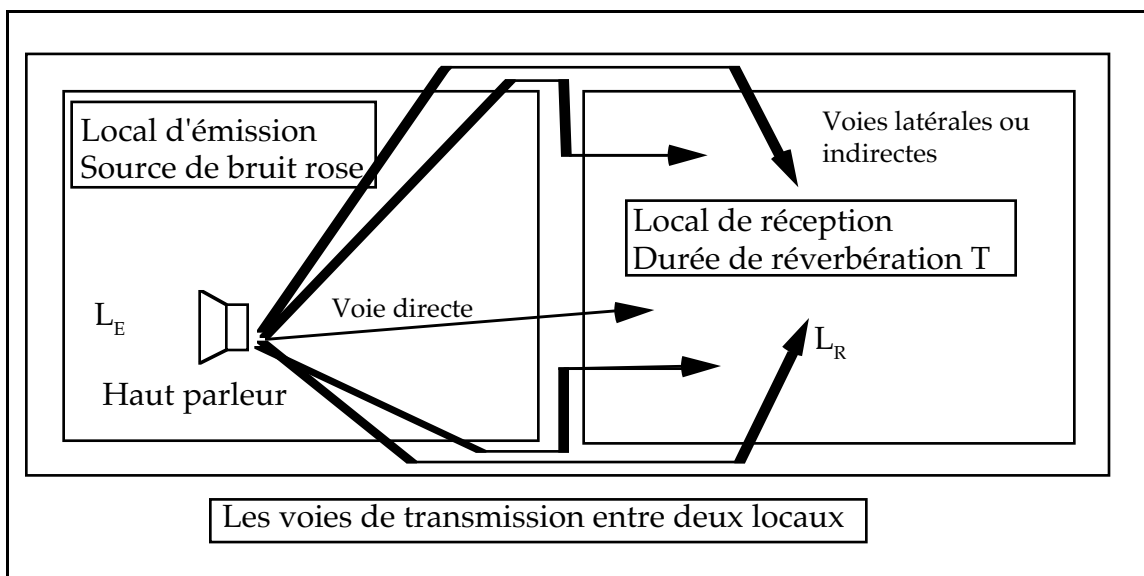 Local d'émission
Source de bruit rose
Voies latérales ou
indirectes
Local de réception
Durée de réverbération T
Voie directe
L_E
L_R
Haut parleur
Les voies de transmission entre deux locaux